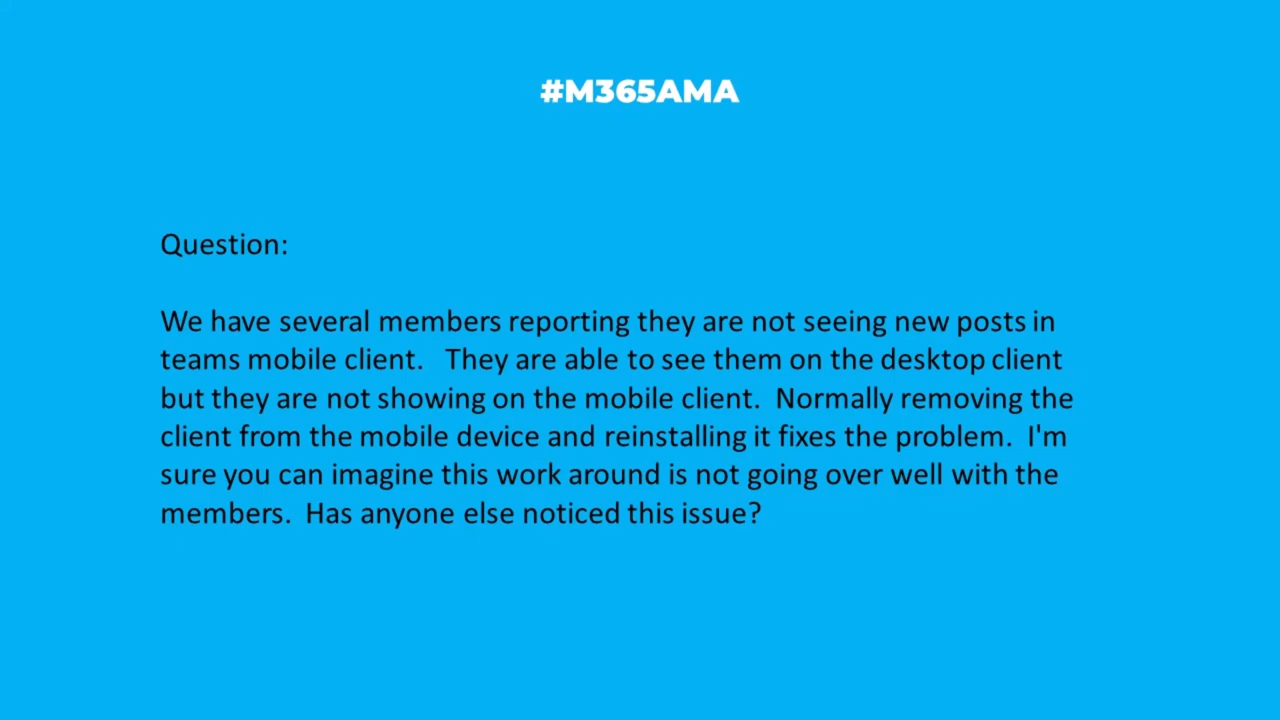 #M365AMA
Question:
We have several members reporting they are not seeing new posts in
teams mobile client.   They are able to see them on the desktop client
but they are not showing on the mobile client.  Normally removing the
client from the mobile device and reinstalling it fixes the problem.  I'm
sure you can imagine this work around is not going over well with the
members.  Has anyone else noticed this issue?